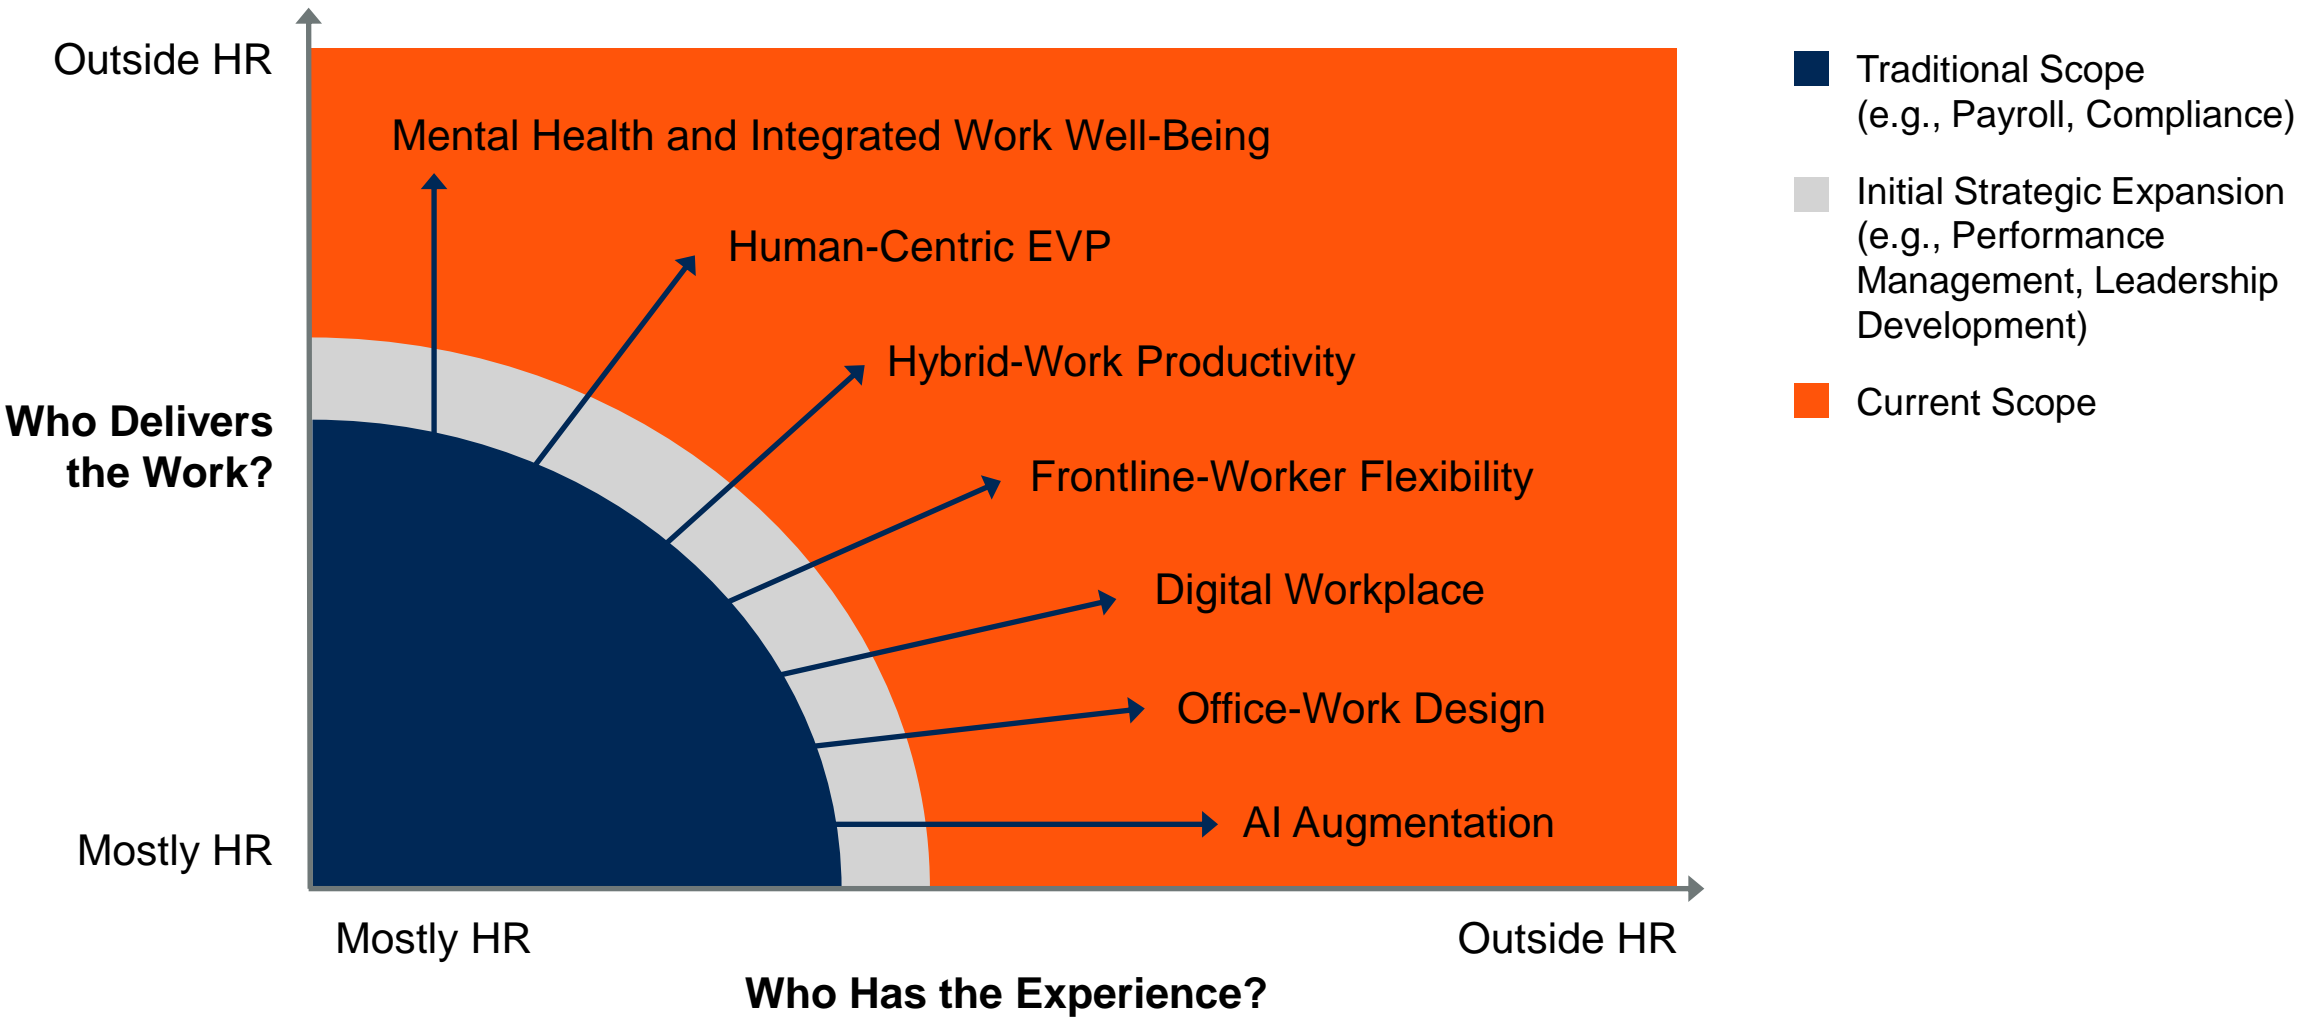 Outside HR
Mental Health and Integrated Work Well-Being
Human-Centric EVP
Hybrid-Work Productivity
Who Delivers
the Work?
Frontline-Worker Flexibility
Digital Workplace
Office-Work Design
AI Augmentation
Mostly HR
Mostly HR
Outside HR
Who Has the Experience?
Traditional Scope
(e.g., Payroll, Compliance)
Initial Strategic Expansion
(e.g., Performance
Management, Leadership
Development)
Current Scope